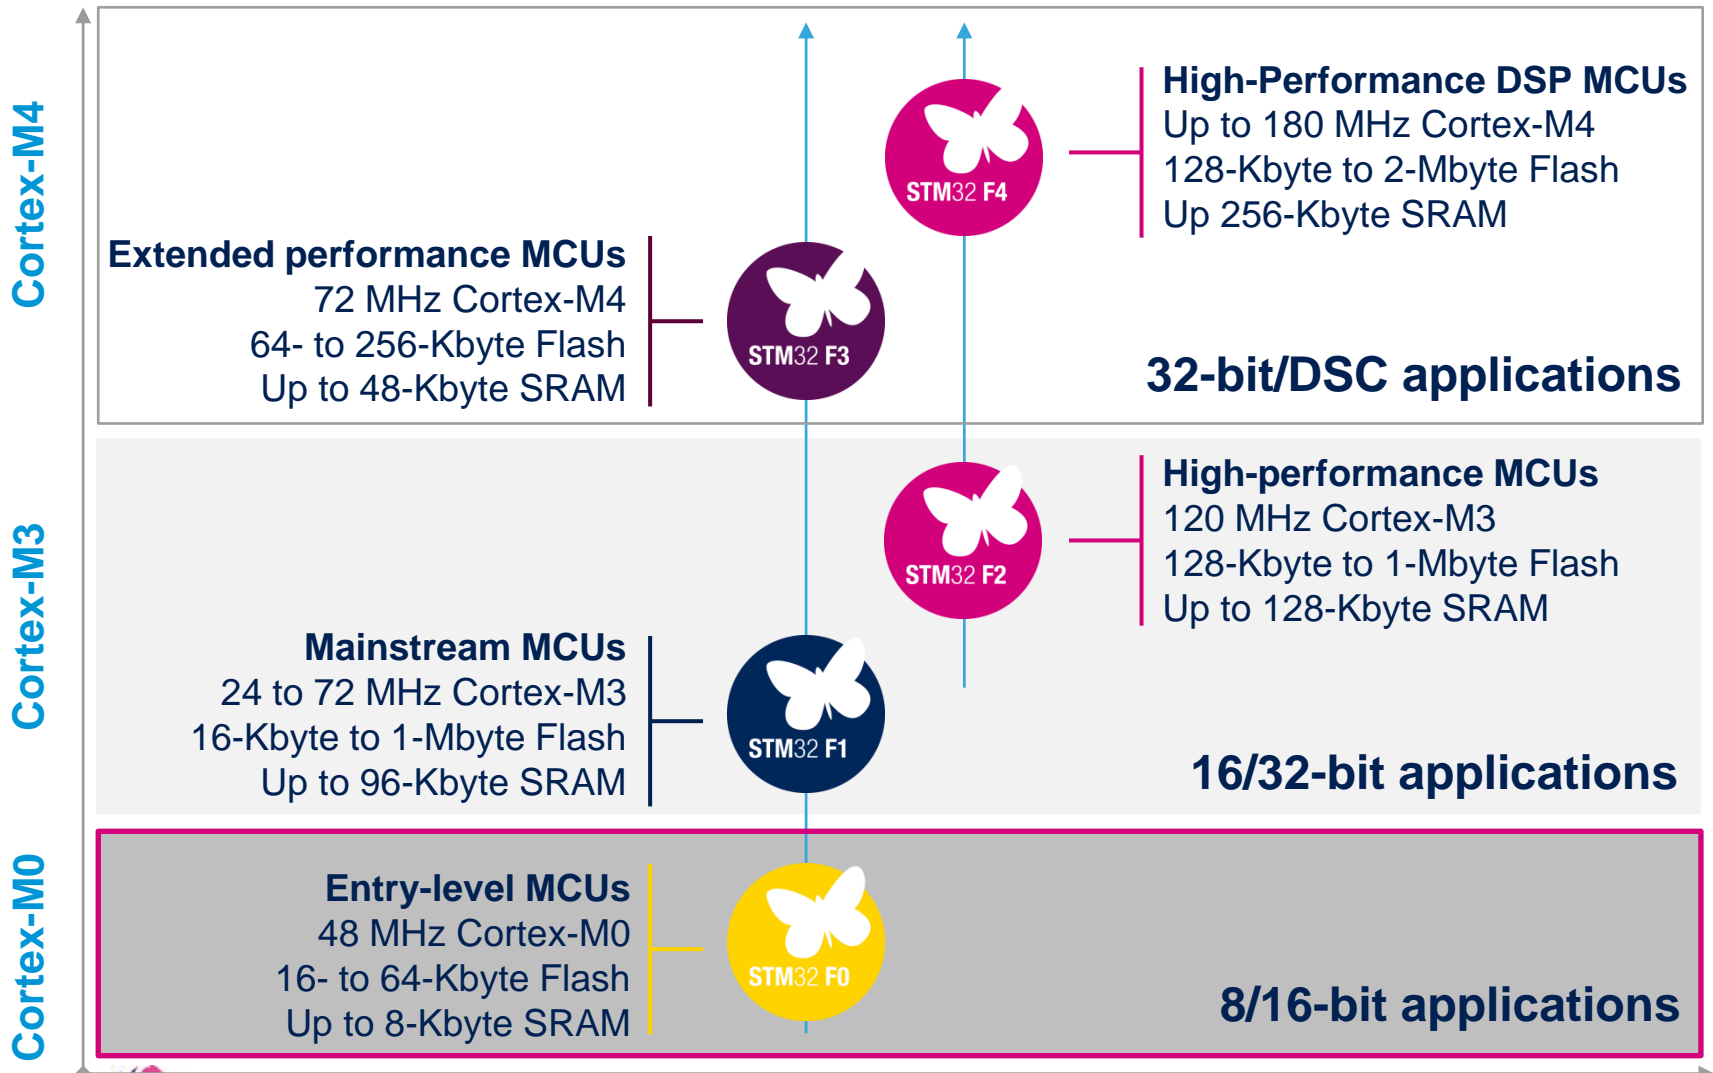 Cortex-M4
High-Performance DSP MCUs
Up to 180 MHz Cortex-M4
128-Kbyte to 2-Mbyte Flash
Up 256-Kbyte SRAM
STM32 F4
Extended performance MCUs
72 MHz Cortex-M4
64- to 256-Kbyte Flash
Up to 48-Kbyte SRAM
STM32 F3
32-bit/DSC applications
Cortex-M3
High-performance MCUs
120 MHz Cortex-M3
128-Kbyte to 1-Mbyte Flash
Up to 128-Kbyte SRAM
STM32 F2
Mainstream MCUs
24 to 72 MHz Cortex-M3
16-Kbyte to 1-Mbyte Flash
Up to 96-Kbyte SRAM
STM32 F1
16/32-bit applications
Cortex-M0
Entry-level MCUs
48 MHz Cortex-M0
16- to 64-Kbyte Flash
Up to 8-Kbyte SRAM
STM32 F0
8/16-bit applications